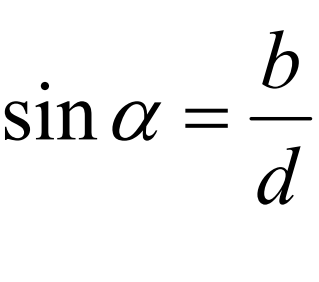 sin α = b/d